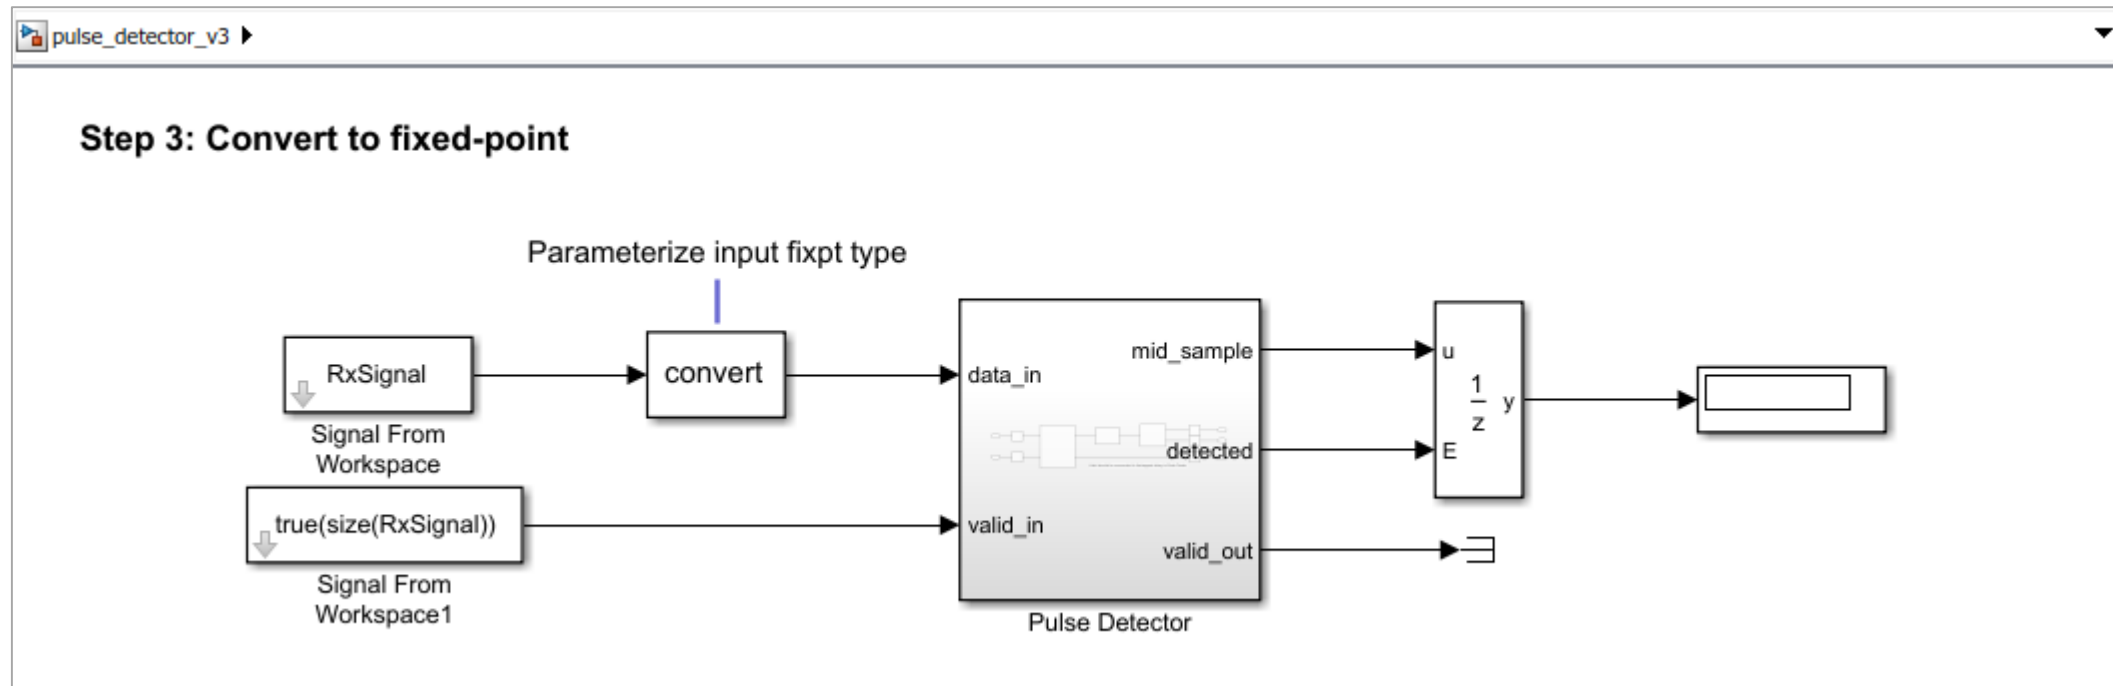 pulse_detector_v3
Step 3: Convert to fixed-point
Parameterize input fixpt type
RxSignal
Signal From
Workspace
convert
true(size(RxSignal))
Signal From
Workspace1
data_in
valid_in
mid_sample
detected
valid_out
Pulse Detector
u
E
1
z
y